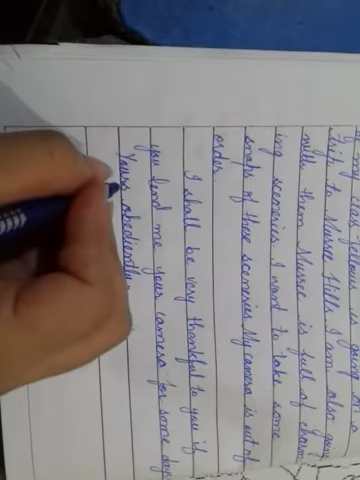 my class fellows is going on a
Trip to Murree Hills. I am also going
with them Murree is full of charm
ing sceneries. I want to take some
snaps of these sceneries. My camera is out of
order.
I shall be very thankful to you if
you lend me your camera for some days
Yours obediently